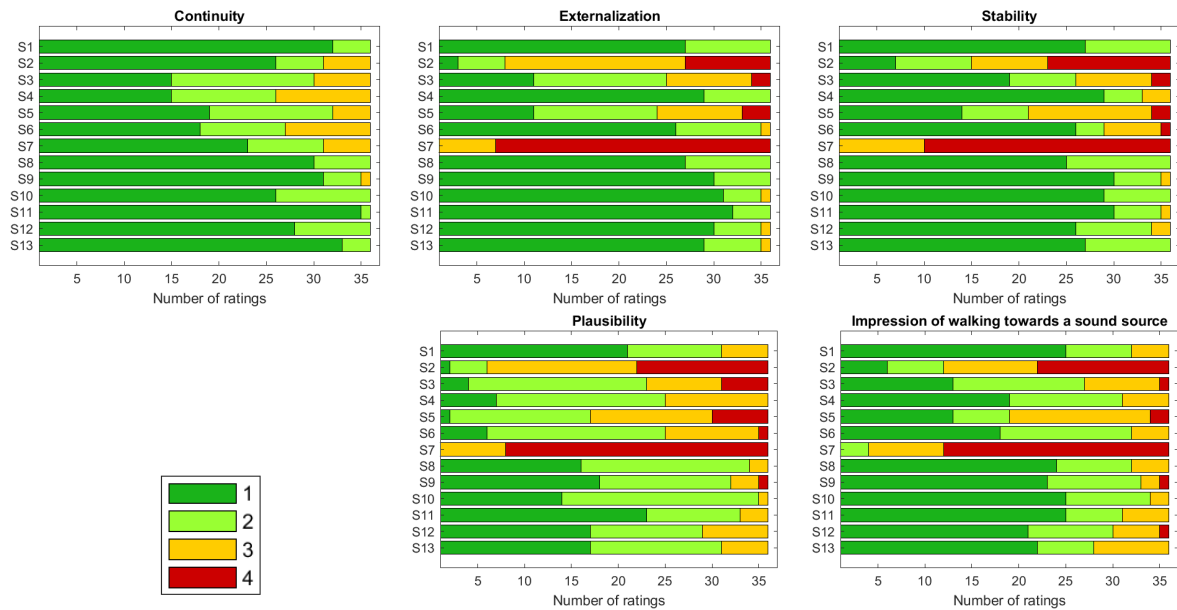 Continuity
S1
S2
S3
S4
S5
S6
S7
S8
S9
S10
S11
S12
S13
5 10 15 20 25 30 35
Number of ratings
Externalization
S1
S2
S3
S4
S5
S6
S7
S8
S9
S10
S11
S12
S13
5 10 15 20 25 30 35
Number of ratings
Stability
S1
S2
S3
S4
S5
S6
S7
S8
S9
S10
S11
S12
S13
5 10 15 20 25 30 35
Number of ratings
Plausibility
S1
S2
S3
S4
S5
S6
S7
S8
S9
S10
S11
S12
S13
5 10 15 20 25 30 35
Number of ratings
Impression of walking towards a sound source
S1
S2
S3
S4
S5
S6
S7
S8
S9
S10
S11
S12
S13
5 10 15 20 25 30 35
Number of ratings
1
2
3
4